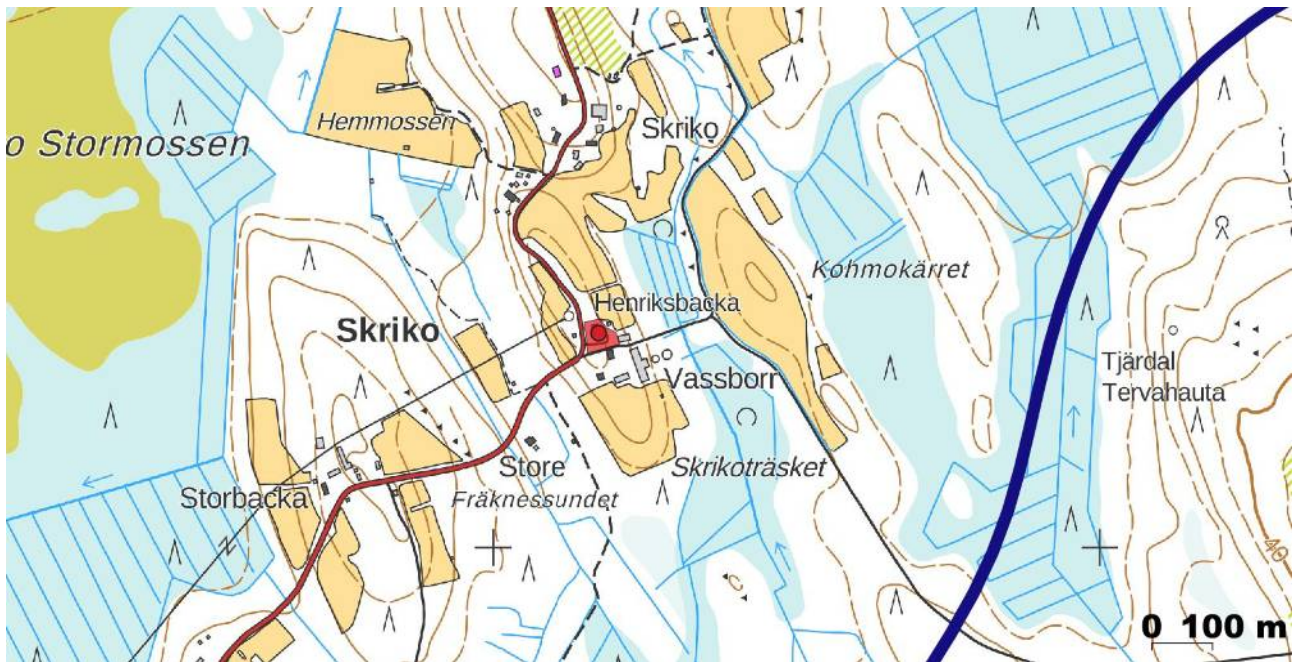 Skriko
Hemmossen
o Stormossen
Kohmokärret
Henriksbacka
Skriko
Tjärdal
Tervahauta
Vassborr
Store
Skrikoträsket
Storbacka
Fräknessundet
40
0 100 m